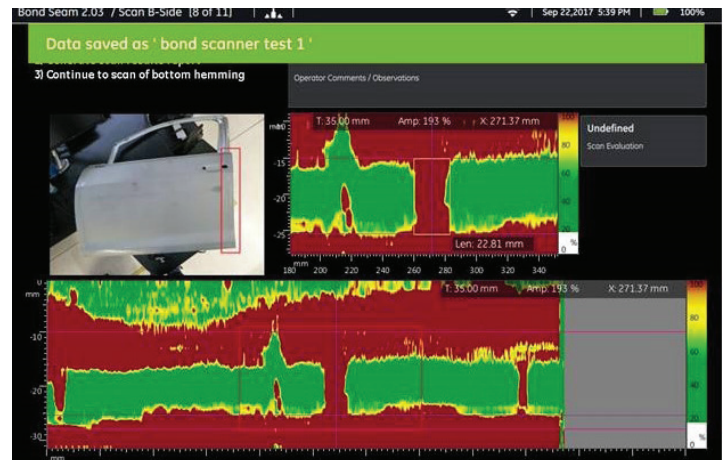 Bond Seam 2.03 / Scan B-Side [8 of 11]
Sep 22,2017 5:39 PM
100%
Data saved as ' bond scanner test 1 '
3) Continue to scan of bottom hemming
Operator Comments / Observations
T: 35.00 mm Amp: 193 % X: 271.37 mm
Undefined
Scan Evaluation
mm
-10
-15
-20
-25
100
80
60
40
%
0
Len: 22.81 mm
mm
180 200 220 240 260 280 300 320 340
T: 35.00 mm Amp: 193 % X: 271.37 mm
0
mm
-10
-20
-30
80
60
40
20
%
0
mm